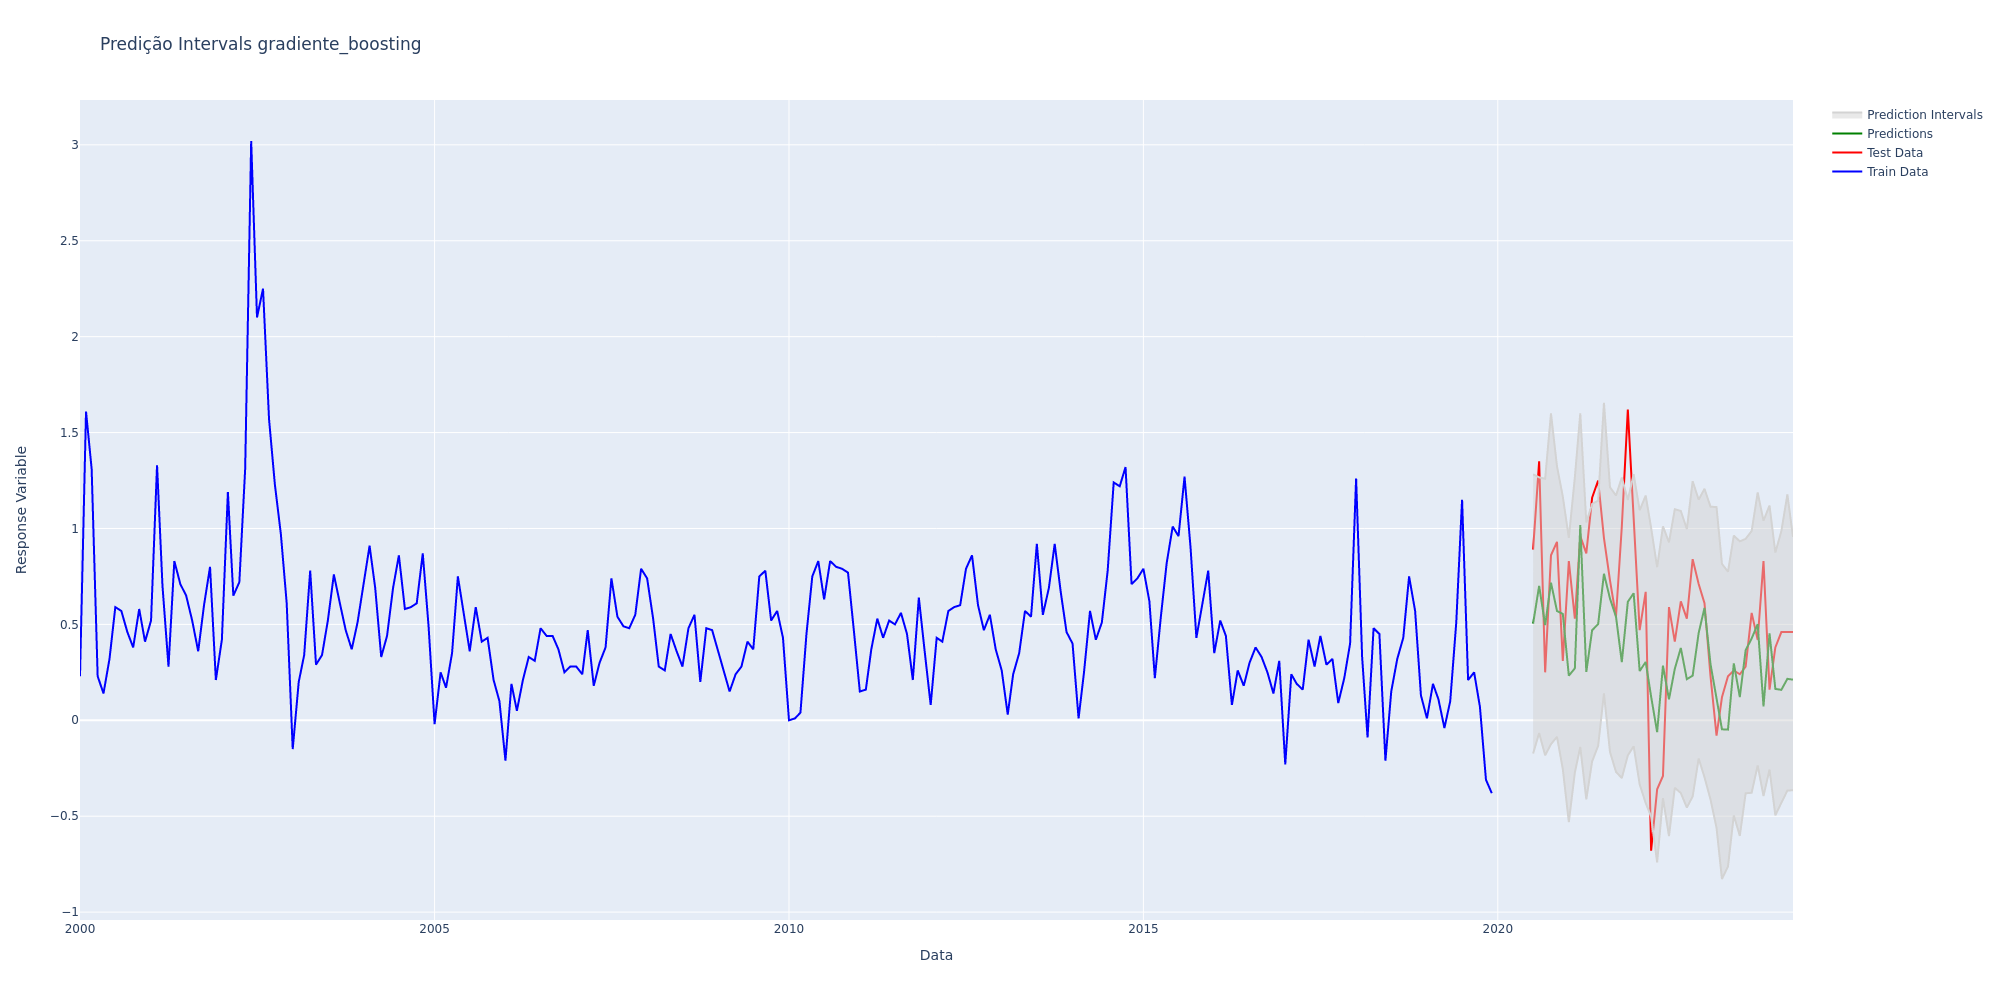 Predição Intervals gradiente_boosting
Prediction Intervals
Predictions
Test Data
Train Data
3
2.5
2
1.5
1
0.5
0
−0.5
−1
Response Variable
2000
2005
2010
2015
2020
Data